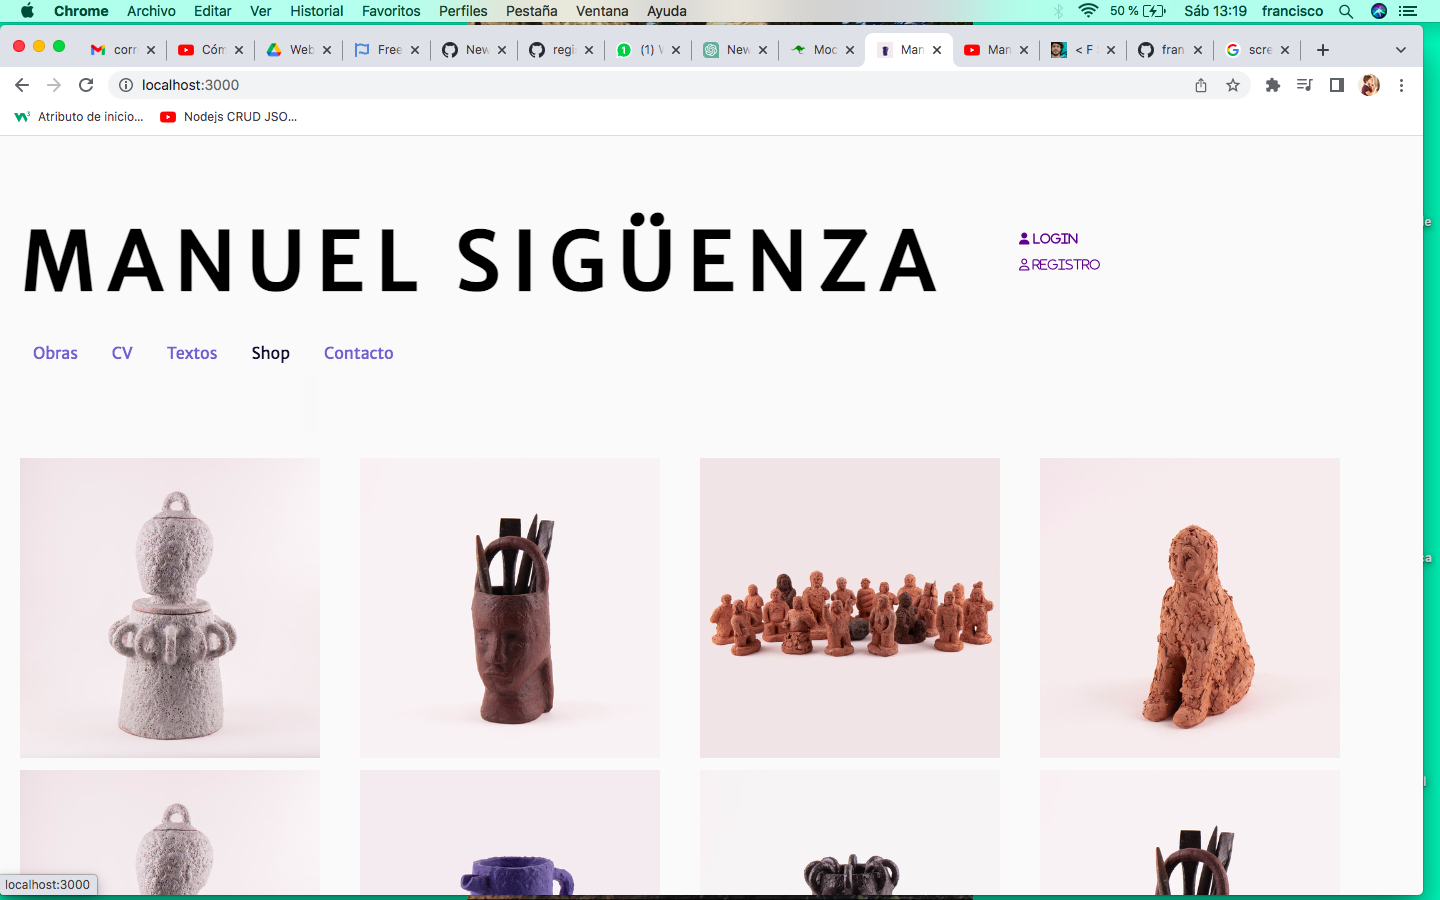 Chrome Archivo Editar Ver Historial Favoritos Perfiles Pestaña Ventana Ayuda 50 % Sáb 13:19 francisco
corr Cóm Web Free New regi (1) New Moc Man Man < F fran scre
localhost:3000
Atributo de inicio... Nodejs CRUD JSO...
MANUEL SIGÜENZA
LOGIN
REGISTRO
Obras CV Textos Shop Contacto
localhost:3000